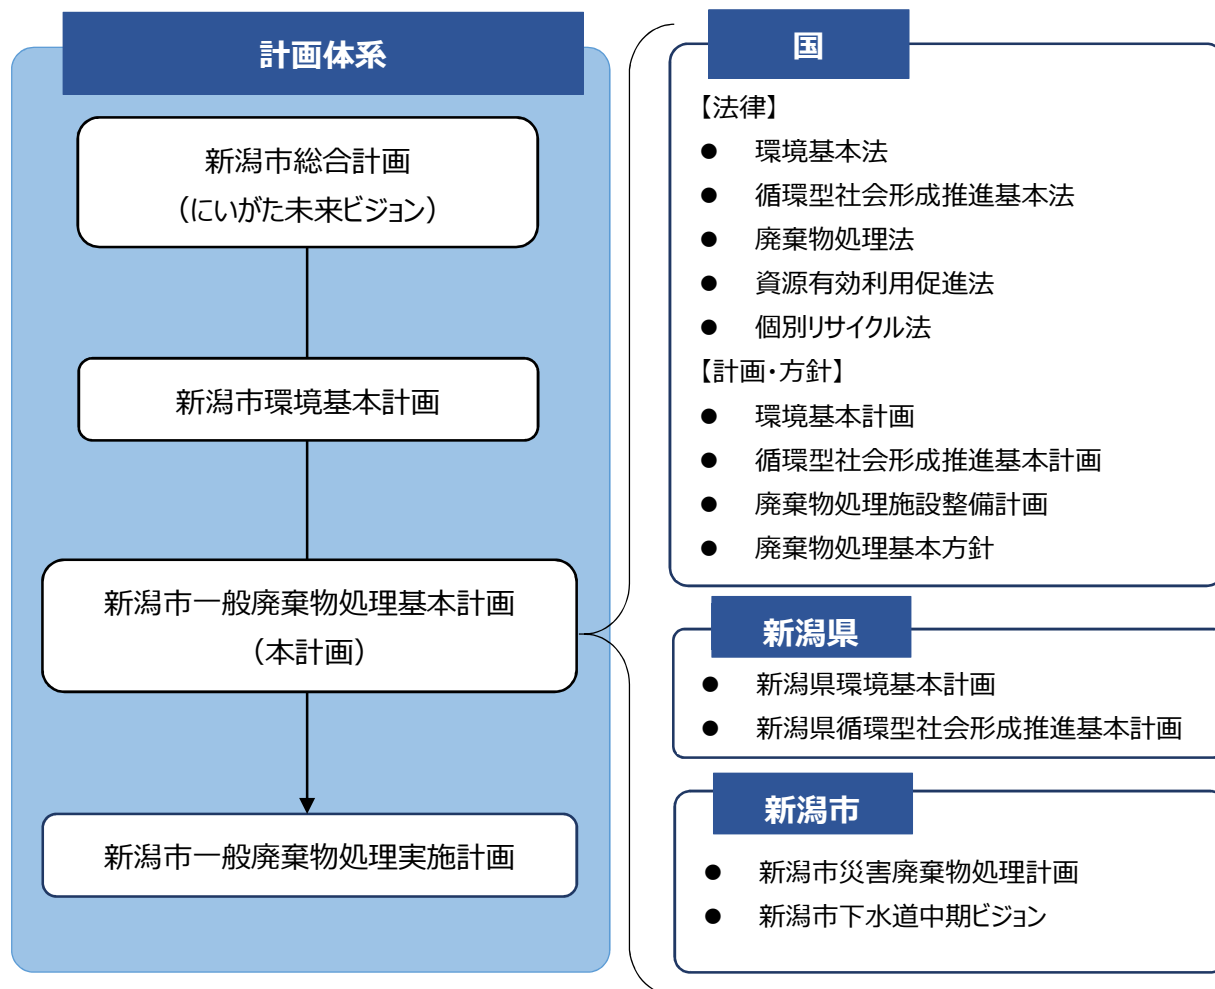 計画体系
新潟市総合計画
（にいがた未来ビジョン）
新潟市環境基本計画
新潟市一般廃棄物処理基本計画
（本計画）
新潟市一般廃棄物処理実施計画
国
【法律】
● 環境基本法
● 循環型社会形成推進基本法
● 廃棄物処理法
● 資源有効利用促進法
● 個別リサイクル法
【計画・方針】
● 環境基本計画
● 循環型社会形成推進基本計画
● 廃棄物処理施設整備計画
● 廃棄物処理基本方針
新潟県
● 新潟県環境基本計画
● 新潟県循環型社会形成推進基本計画
新潟市
● 新潟市災害廃棄物処理計画
● 新潟市下水道中期ビジョン